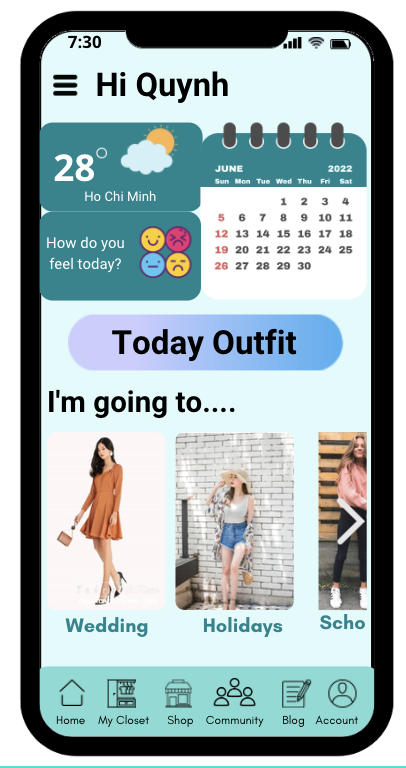 7:30
Hi Quynh
28°
Ho Chi Minh
How do you
feel today?
JUNE 2022
Sun Mon Tue Wed Thu Fri Sat
1 2 3 4
5 6 7 8 9 10 11
12 13 14 15 16 17 18
19 20 21 22 23 24 25
26 27 28 29 30
Today Outfit
I'm going to....
Wedding Holidays Scho
Home My Closet Shop Community Blog Account